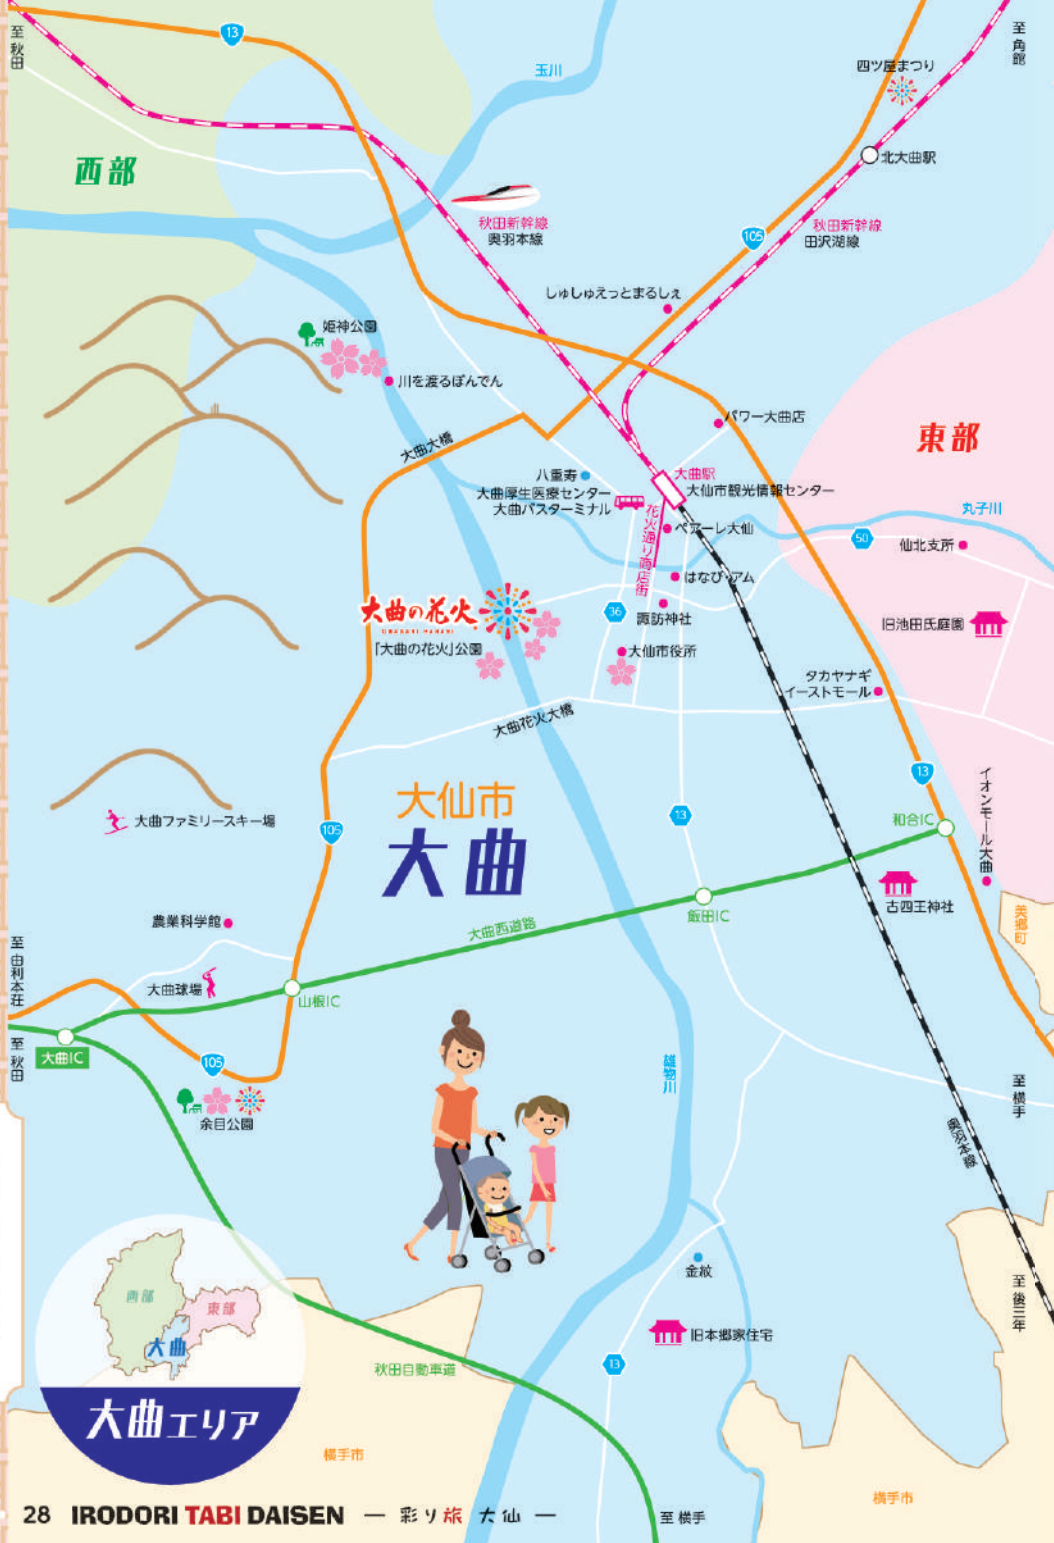 至秋田
13
玉川
至角館
四ツ屋まつり
西部
北大曲駅
秋田新幹線
奥羽本線
秋田新幹線
田沢湖線
105
しゅしゅえっとまるしぇ
姫神公園
川を渡るぼんでん
パワー大曲店
東部
大曲大橋
八重寿
大曲厚生医療センター
大曲バスターミナル
大曲駅
大仙市観光情報センター
花火通り商店街
ペアーレ大仙
丸子川
50
仙北支所
はなび・アム
36
諏訪神社
旧池田氏庭園
大曲の花火
OMAGARI HANABI
「大曲の花火」公園
大仙市役所
タカヤナギ
イーストモール
大曲花火大橋
13
イオンモール大曲
大仙市
大曲
大曲ファミリースキー場
105
13
和合IC
古四王神社
美郷町
農業科学館
大曲西道路
飯田IC
至由利本荘
大曲球場
山根IC
大曲IC
至秋田
105
余目公園
雄物川
至横手
奥羽本線
金紋
至後三年
旧本郷家住宅
西部
東部
大曲
大曲エリア
秋田自動車道
13
横手市
横手市
28 IRODORI TABI DAISEN — 彩り旅 大仙 —
至 横手